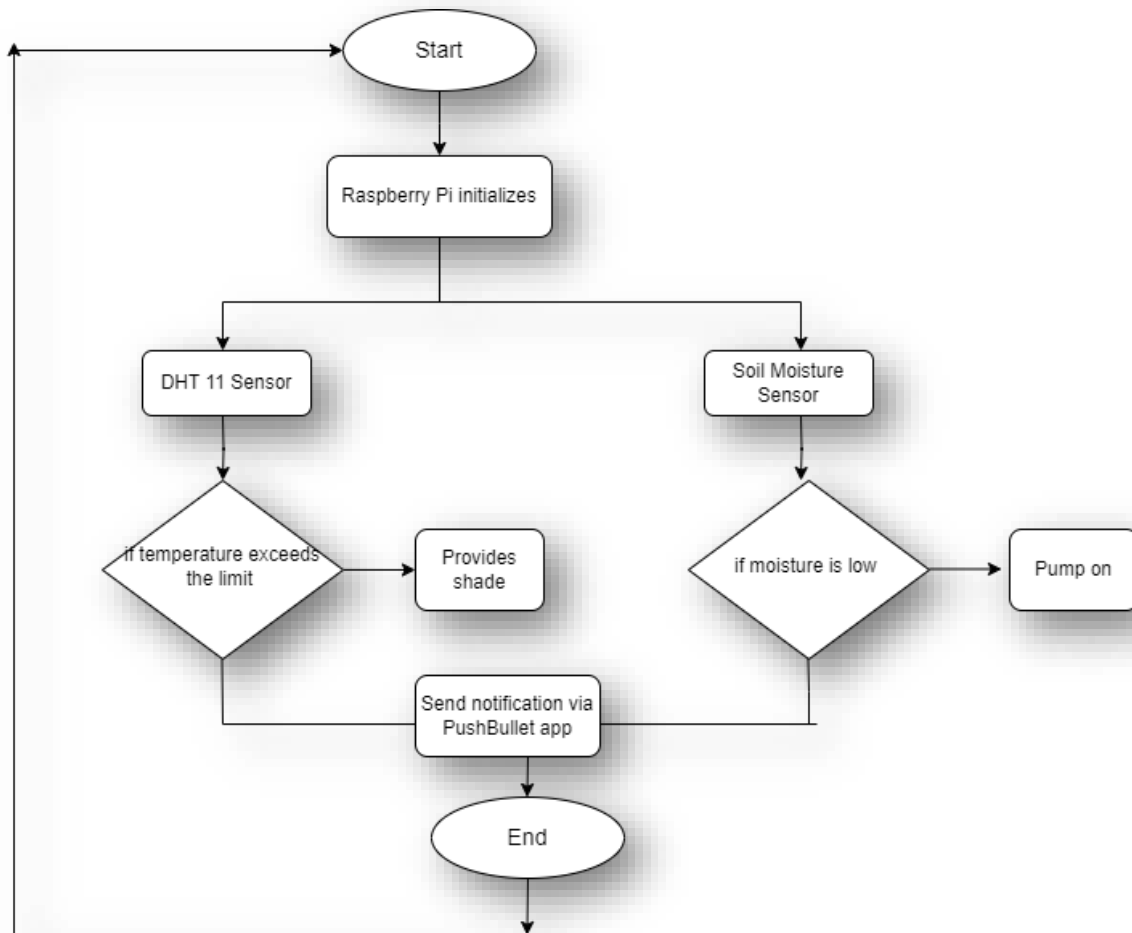 Start
Raspberry Pi initializes
DHT 11 Sensor
Soil Moisture
Sensor
if temperature exceeds
the limit
Provides
shade
if moisture is low
Pump on
Send notification via
PushBullet app
End